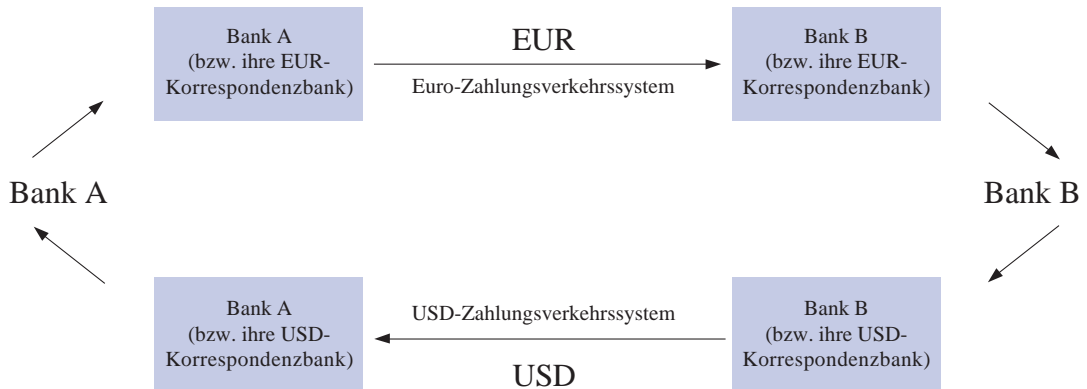 Bank A
(bzw. ihre EUR-
Korrespondenzbank)
EUR
Euro-Zahlungsverkehrssystem
Bank B
(bzw. ihre EUR-
Korrespondenzbank)
Bank A
Bank B
Bank A
(bzw. ihre USD-
Korrespondenzbank)
USD-Zahlungsverkehrssystem
USD
Bank B
(bzw. ihre USD-
Korrespondenzbank)